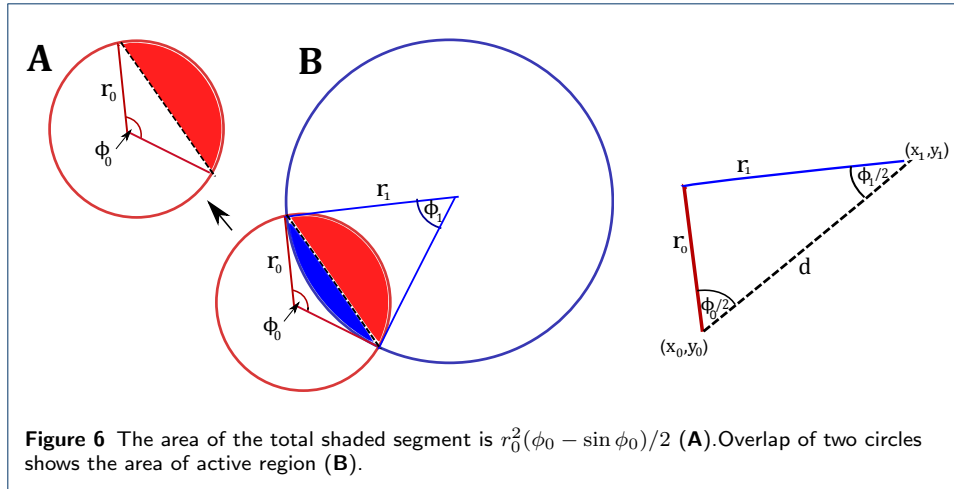 A
r₀
ϕ₀
B
r₁
ϕ₁
r₀
ϕ₀
(x₁,y₁)
r₁
ϕ₁/2
r₀
d
ϕ₀/2
(x₀,y₀)
Figure 6 The area of the total shaded segment is r₀²(ϕ₀ − sin ϕ₀)/2 (A).Overlap of two circles
shows the area of active region (B).